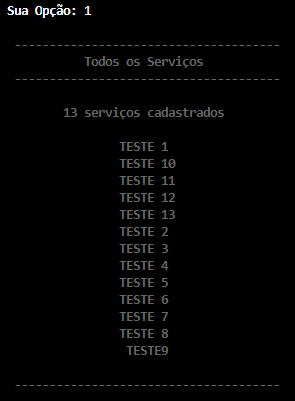 Sua Opção: 1
--------------------------------------
Todos os Serviços
--------------------------------------
13 serviços cadastrados
TESTE 1
TESTE 10
TESTE 11
TESTE 12
TESTE 13
TESTE 2
TESTE 3
TESTE 4
TESTE 5
TESTE 6
TESTE 7
TESTE 8
TESTE9
--------------------------------------